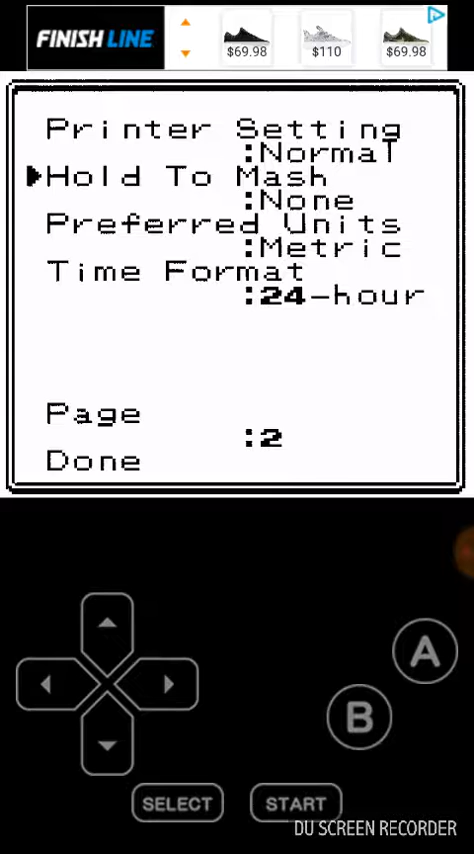 FINISH LINE
$69.98
$110
$69.98
Printer Setting
:Normal
▶Hold To Mash
:None
Preferred Units
:Metric
Time Format
:24-hour
Page
:2
Done
A
B
SELECT
START
DU SCREEN RECORDER